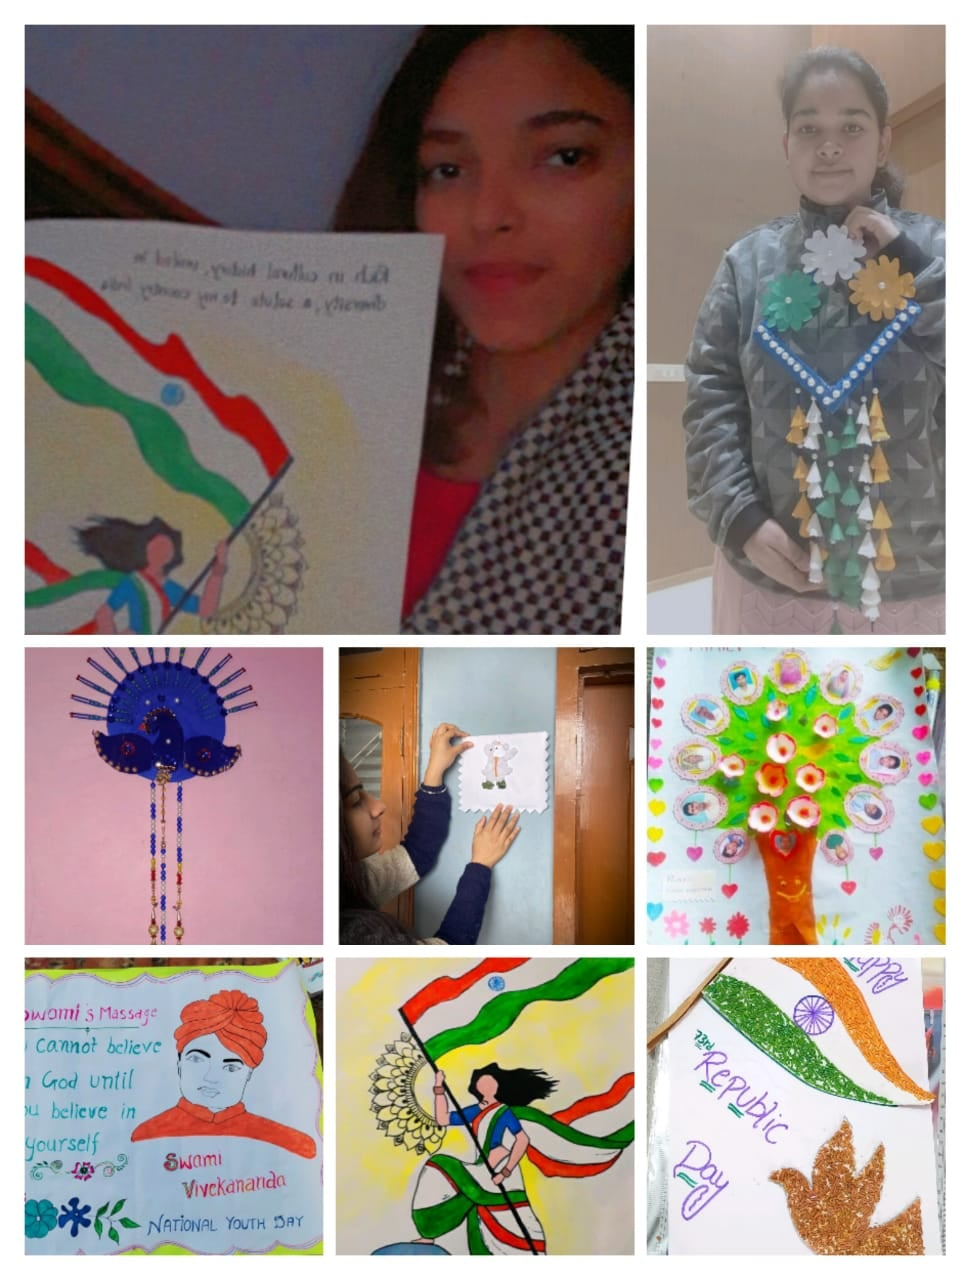 Rich in cultural history, united in
diversity, a salute to my country India
Swami's Massage
Cannot believe
God until
believe in
yourself
Swami
Vivekananda
NATIONAL YOUTH DAY
73rd
Republic
Day